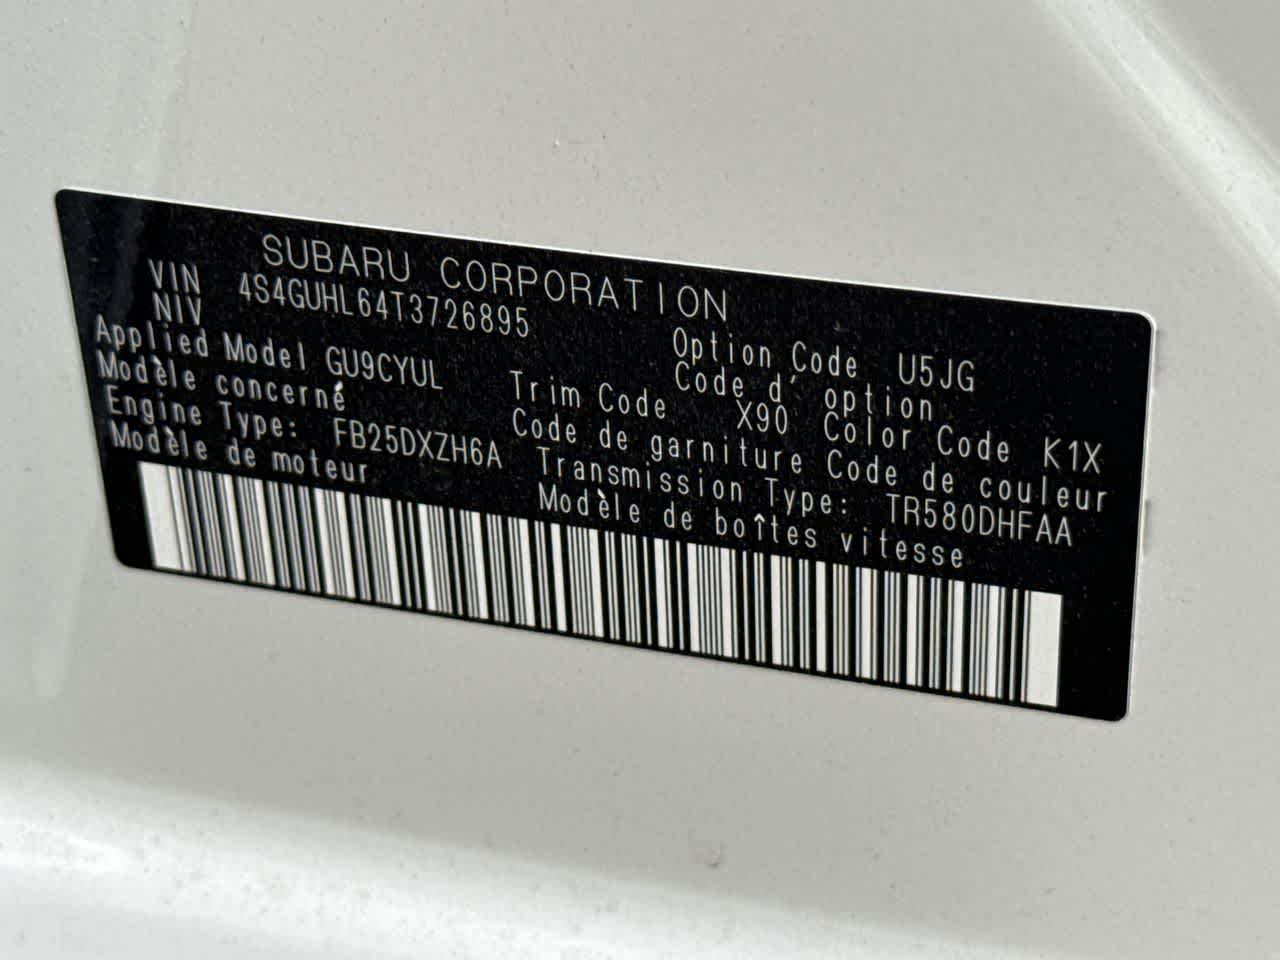 SUBARU CORPORATION
VIN 4S4GUHL64T3726895
NIV
Option Code U5JG
Code d'option
Applied Model GU9CYUL
Modèle concerné
Trim Code X90 Color Code K1X
Code de garniture Code de couleur
Engine Type: FB25DXZH6A
Modèle de moteur
Transmission Type: TR580DHFAA
Modèle de boîtes vitesse